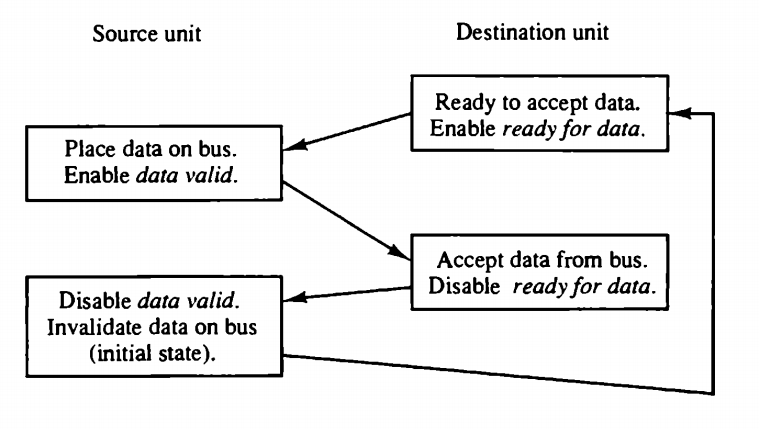 Source unit
Destination unit
Ready to accept data.
Enable ready for data.
Place data on bus.
Enable data valid.
Accept data from bus.
Disable ready for data.
Disable data valid.
Invalidate data on bus
(initial state).